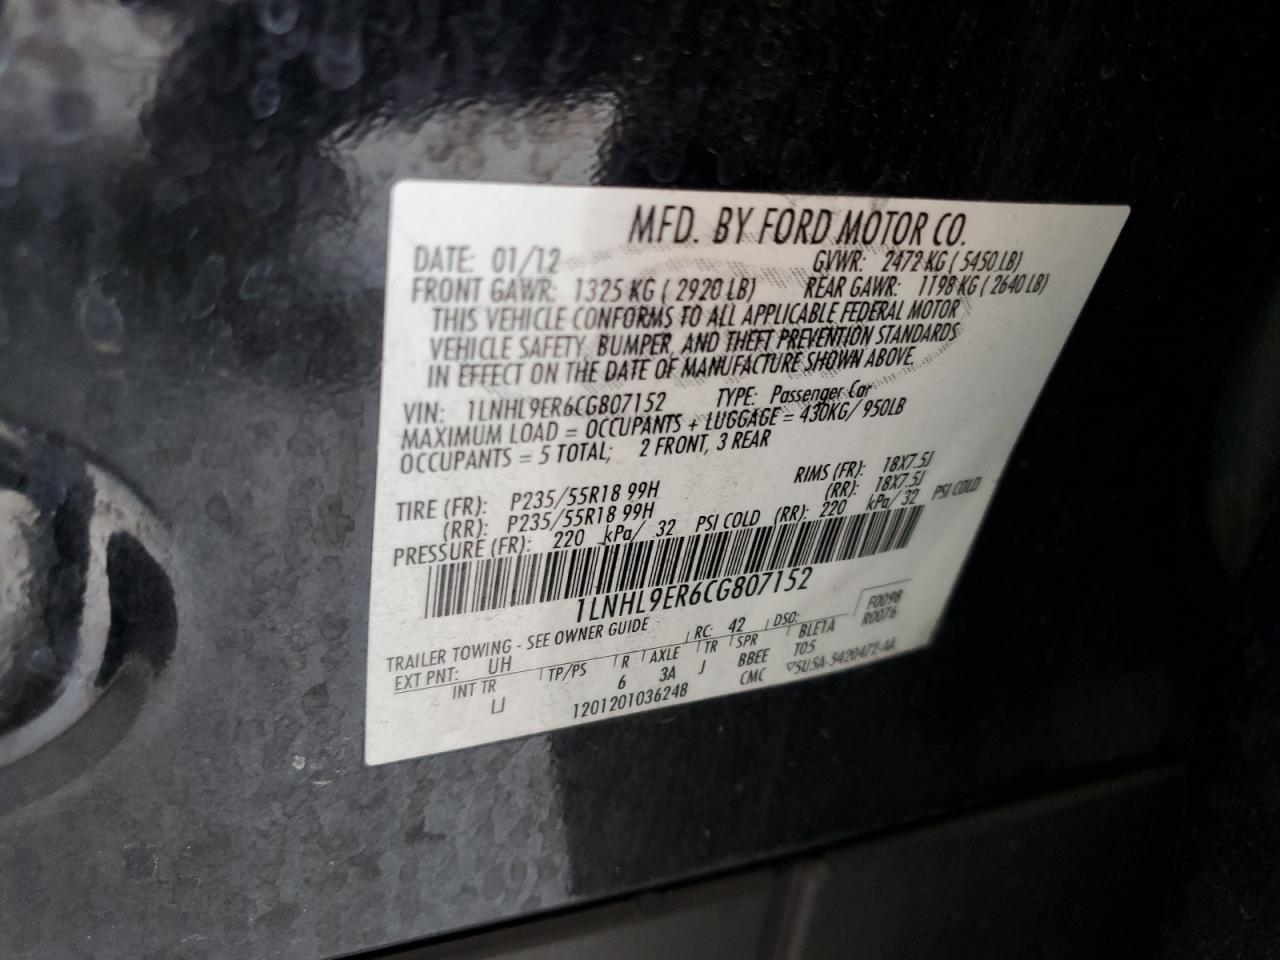 MFD. BY FORD MOTOR CO.
DATE: 01/12 GVWR: 2472 KG ( 5450 LB)
FRONT GAWR: 1325 KG ( 2920 LB) REAR GAWR: 1198 KG ( 2640 LB)
THIS VEHICLE CONFORMS TO ALL APPLICABLE FEDERAL MOTOR
VEHICLE SAFETY, BUMPER, AND THEFT PREVENTION STANDARDS
IN EFFECT ON THE DATE OF MANUFACTURE SHOWN ABOVE.
VIN: 1LNHL9ER6CG807152 TYPE: Passenger Car
MAXIMUM LOAD = OCCUPANTS + LUGGAGE = 430KG/ 950LB
OCCUPANTS = 5 TOTAL; 2 FRONT, 3 REAR
TIRE (FR): P235/55R18 99H RIMS (FR): 18X7.5J
(RR): P235/55R18 99H (RR): 18X7.5J
PRESSURE (FR): 220 kPa/ 32 PSI COLD (RR): 220 kPa/ 32 PSI COLD
1LNHL9ER6CG807152
TRAILER TOWING - SEE OWNER GUIDE
EXT PNT: UH RC: 42 DSO: F0098
INT TR TP/PS R AXLE TR SPR BLE1A R0076
LJ 6 3A J BBEE T05
1201201036248 CMC 5U5A-5420472-AA